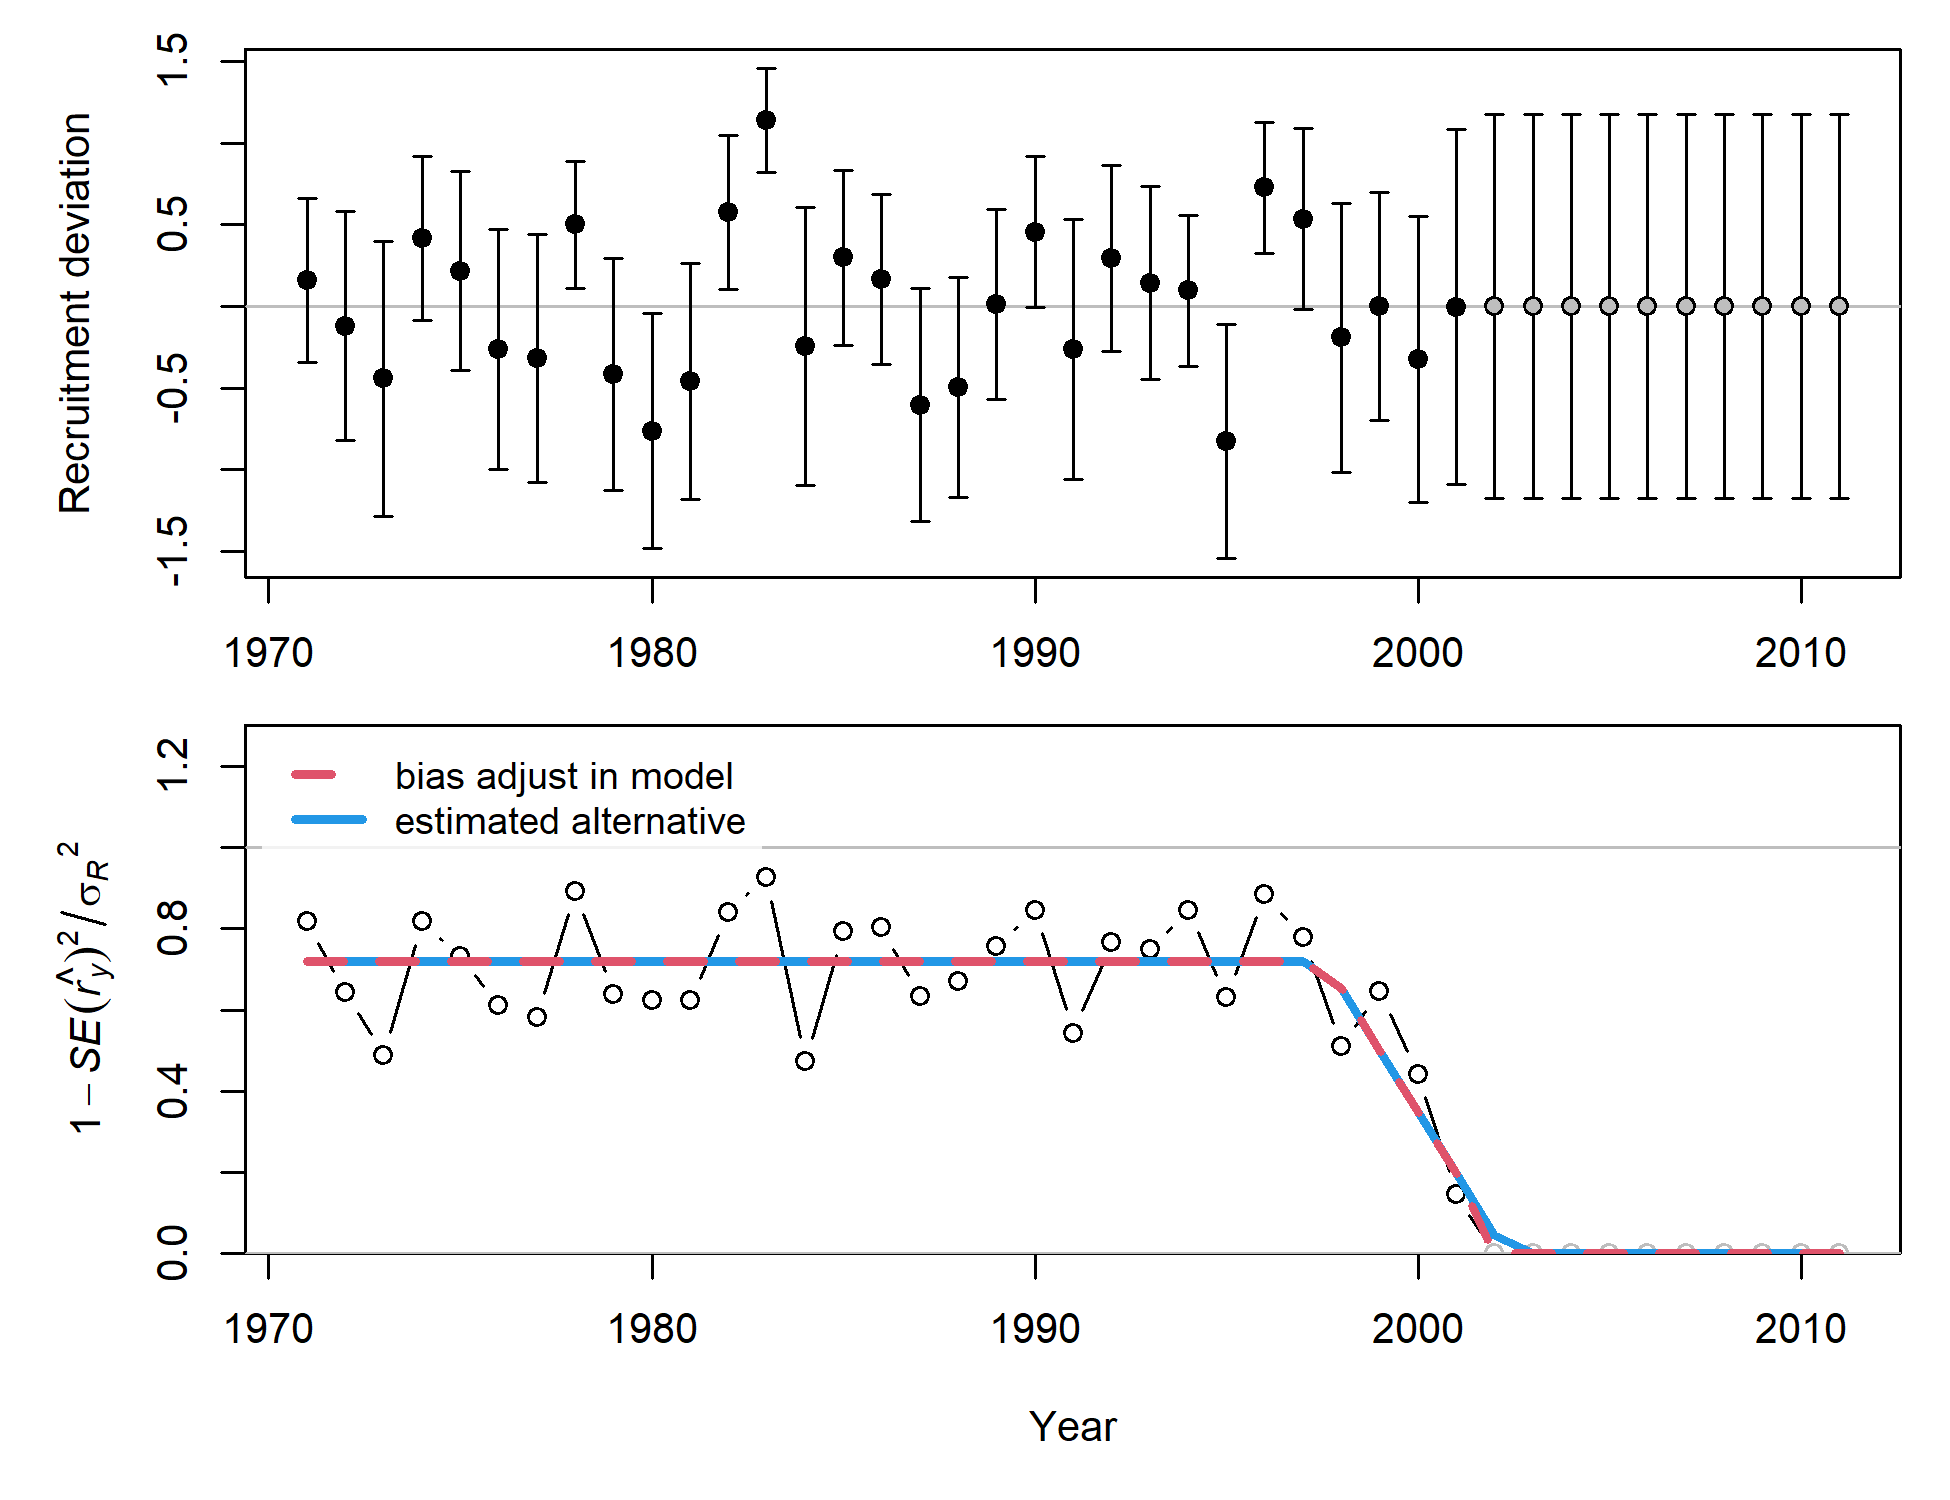 Recruitment deviation
1.5
0.5
-0.5
-1.5
1970 1980 1990 2000 2010
bias adjust in model
estimated alternative
1 − SE(r̂y)² / σR²
1.2
0.8
0.4
0.0
1970 1980 1990 2000 2010
Year